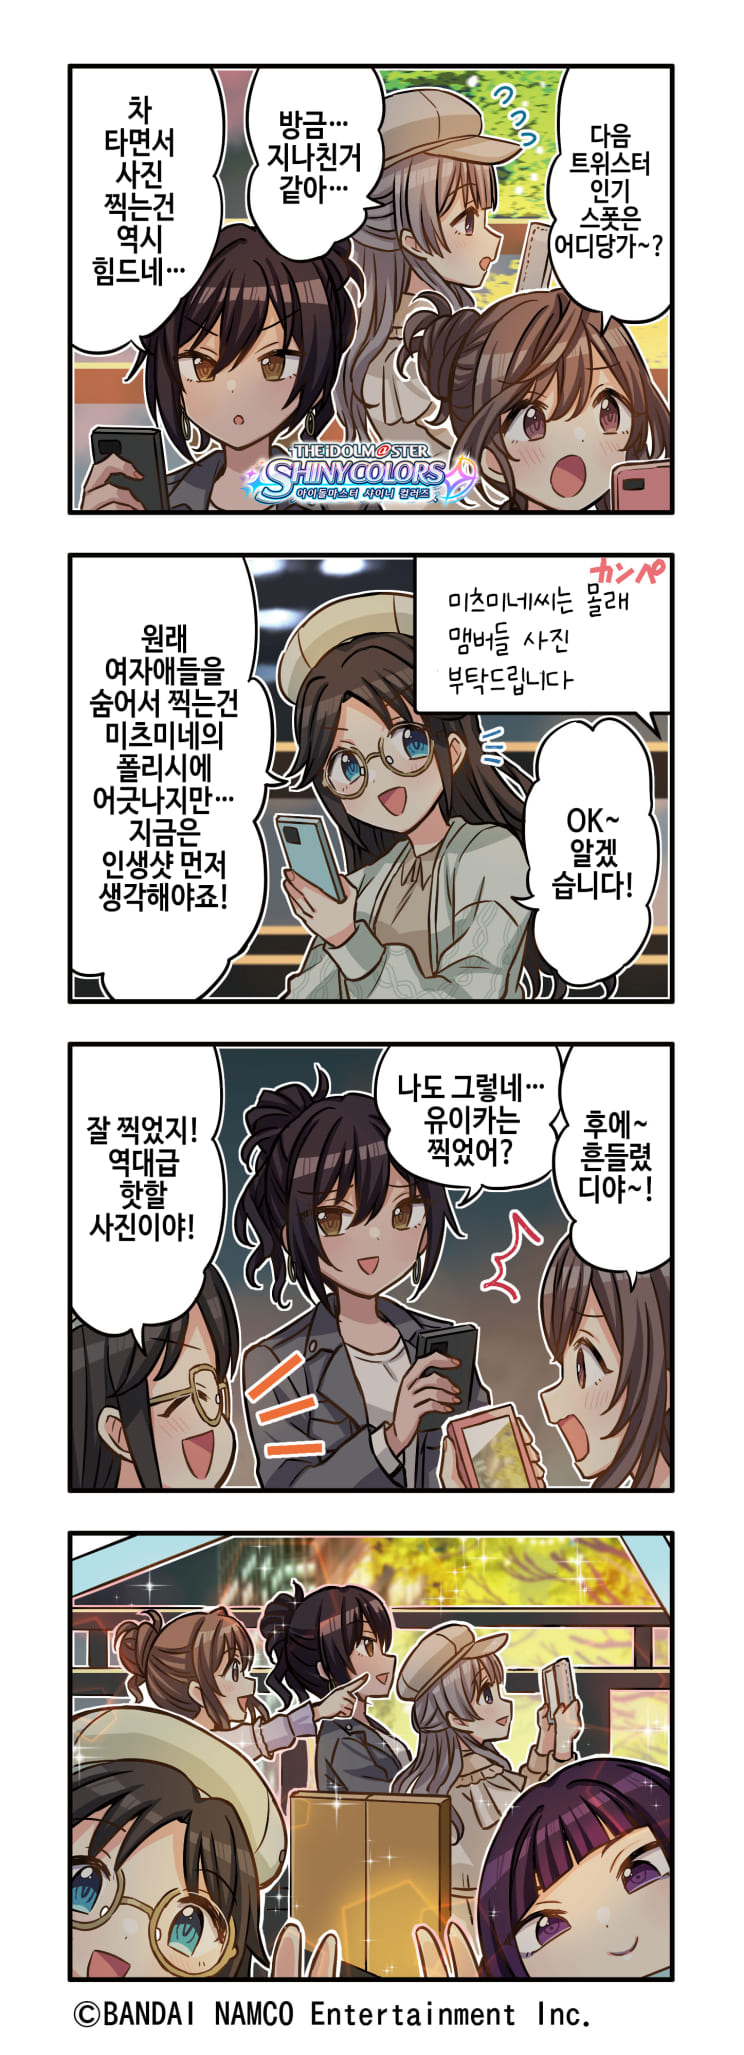 다음
트위스터
인기
스폿은
어디당가~?
방금…
지나친거
같아…
차
타면서
사진
찍는건
역시
힘드네…
THE iDOLM@STER
SHINYCOLORS
아이돌마스터 샤이니 컬러즈
カンペ
미츠미네씨는 몰래
맴버들 사진
부탁드립니다
OK~
알겠
습니다!
원래
여자애들을
숨어서 찍는건
미츠미네의
폴리시에
어긋나지만…
지금은
인생샷 먼저
생각해야죠!
후에~
흔들렸
디야~!
나도 그렇네…
유이카는
찍었어?
잘 찍었지!
역대급
핫할
사진이야!
©BANDAI NAMCO Entertainment Inc.